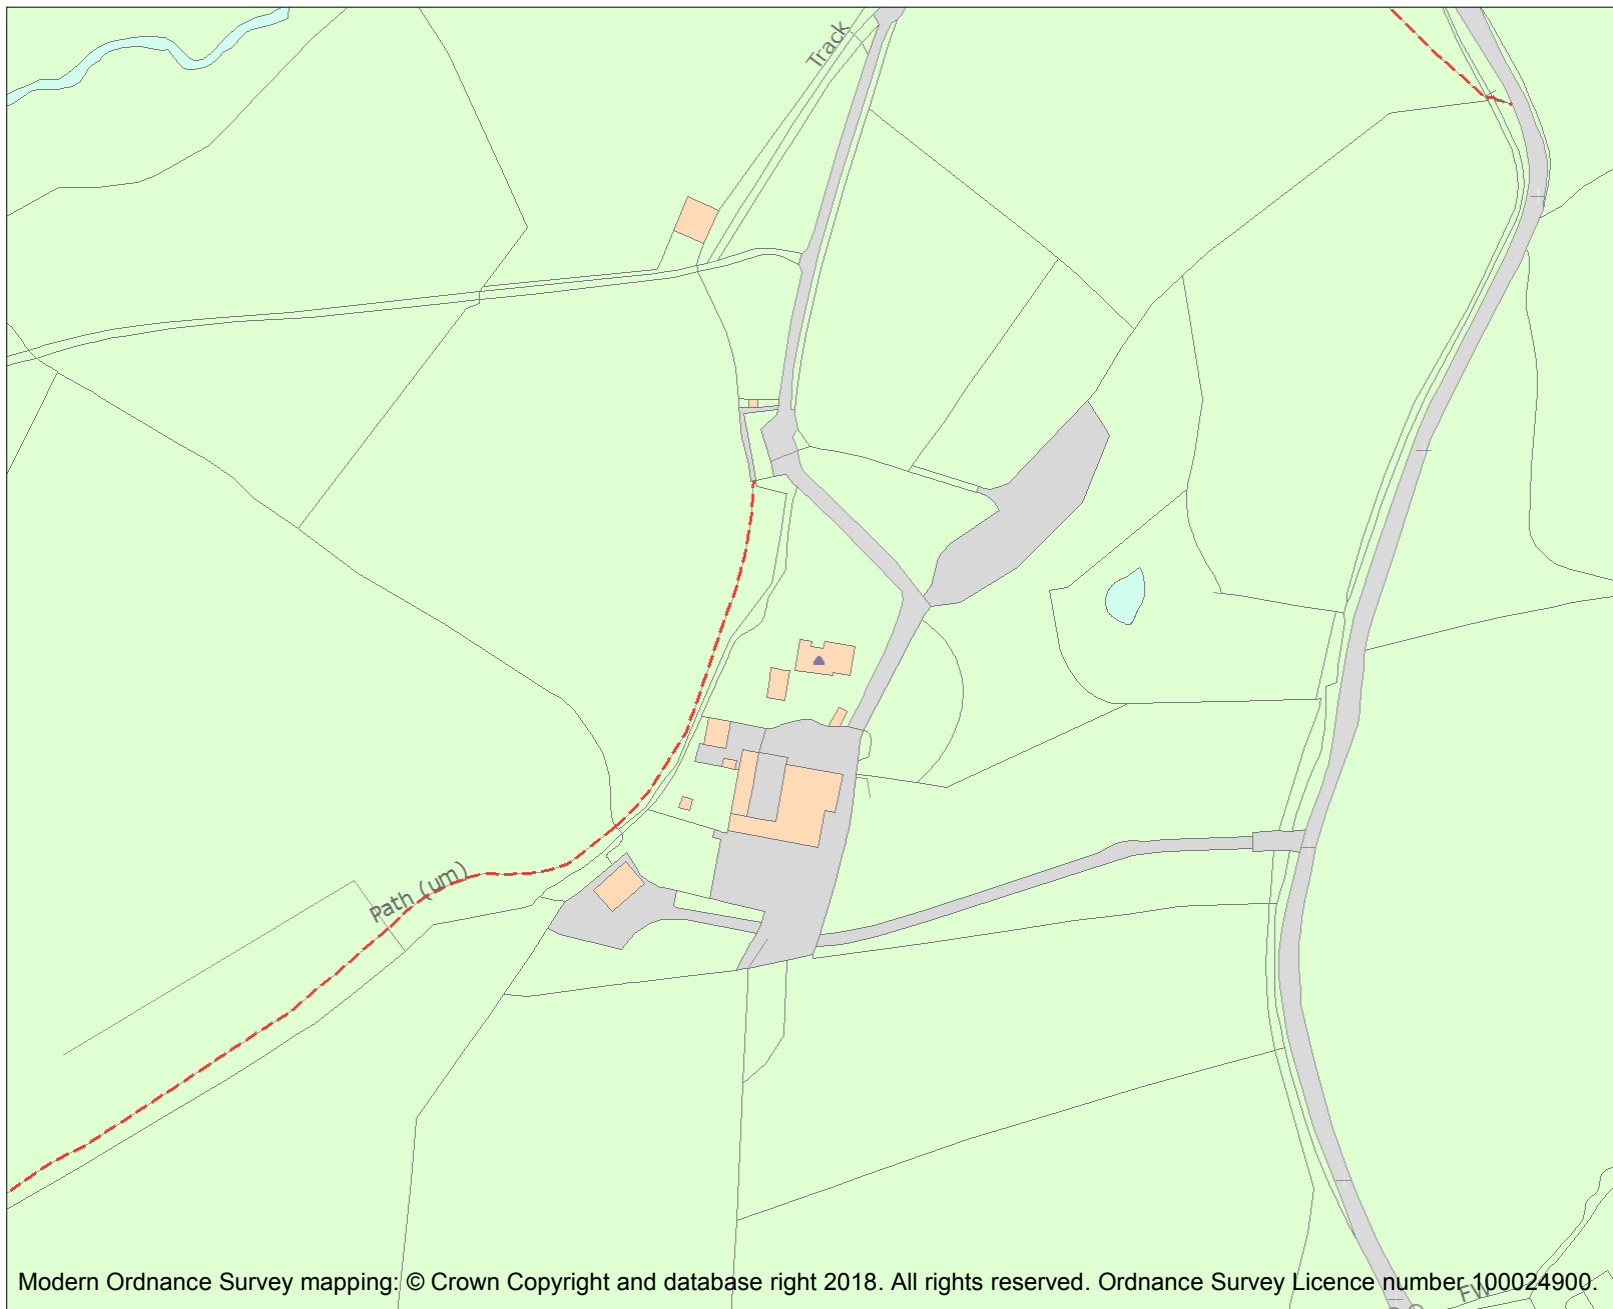 Track
Path (um)
FW
Modern Ordnance Survey mapping: © Crown Copyright and database right 2018. All rights reserved. Ordnance Survey Licence number 100024900.